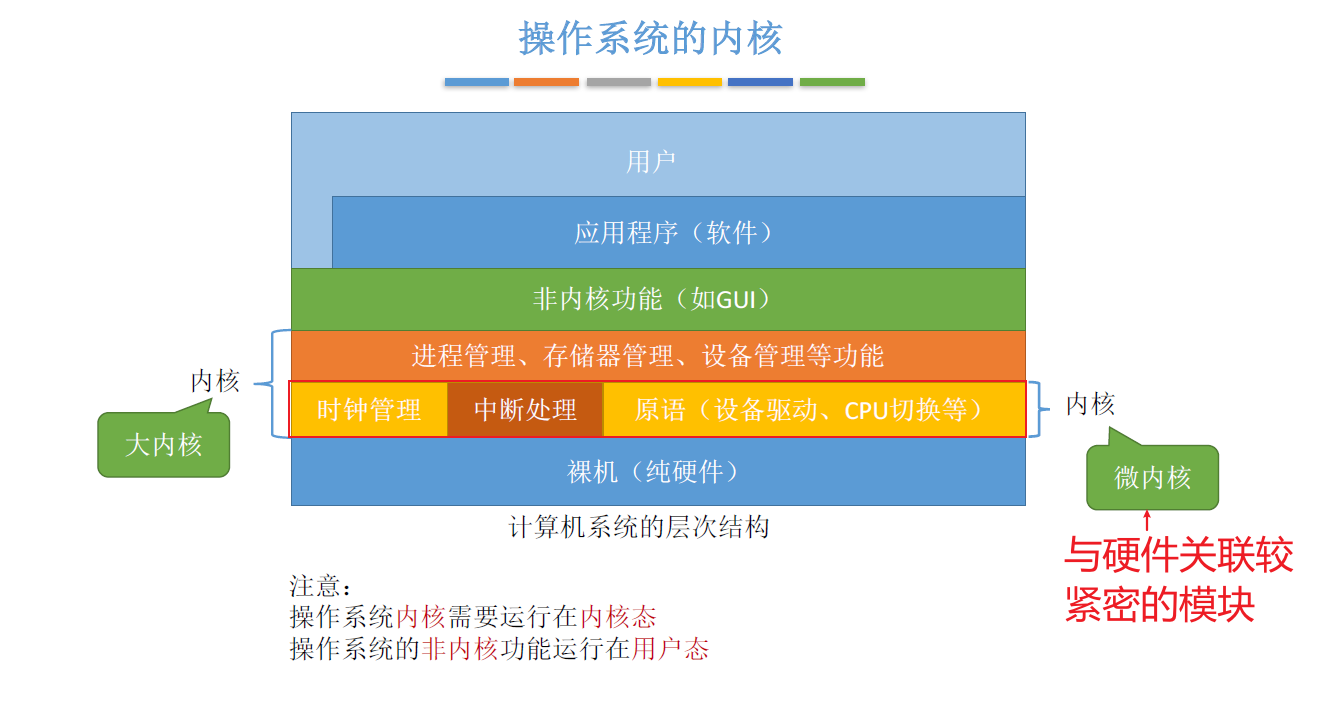 操作系统的内核
用户
应用程序（软件）
非内核功能（如GUI）
进程管理、存储器管理、设备管理等功能
内核
时钟管理
中断处理
原语（设备驱动、CPU切换等）
内核
大内核
裸机（纯硬件）
微内核
计算机系统的层次结构
与硬件关联较
紧密的模块
注意：
操作系统内核需要运行在内核态
操作系统的非内核功能运行在用户态